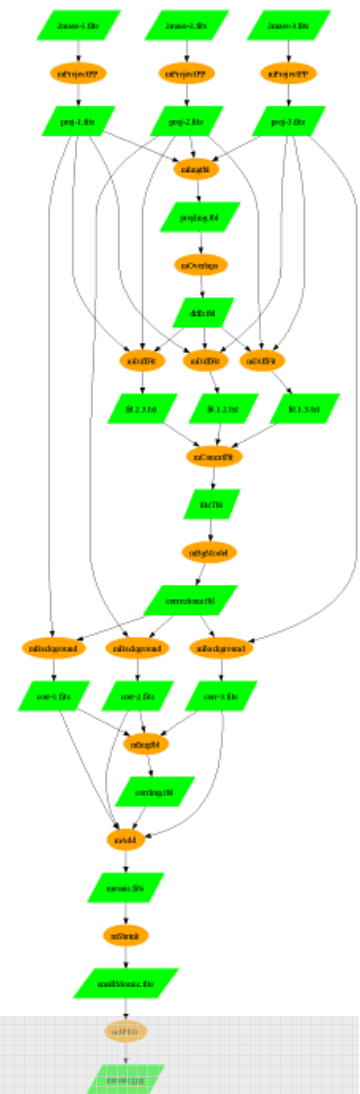 2mass-1.fits 2mass-2.fits 2mass-3.fits
mProjectPP mProjectPP mProjectPP
proj-1.fits proj-2.fits proj-3.fits
mImgtbl
projimg.tbl
mOverlaps
diffs.tbl
mDiffFit mDiffFit mDiffFit
fit.2.3.txt fit.1.2.txt fit.1.3.txt
mConcatFit
fits.tbl
mBgModel
corrections.tbl
mBackground mBackground mBackground
corr-1.fits corr-2.fits corr-3.fits
mImgtbl
corrimg.tbl
mAdd
mosaic.fits
mShrink
smallMosaic.fits
mJPEG